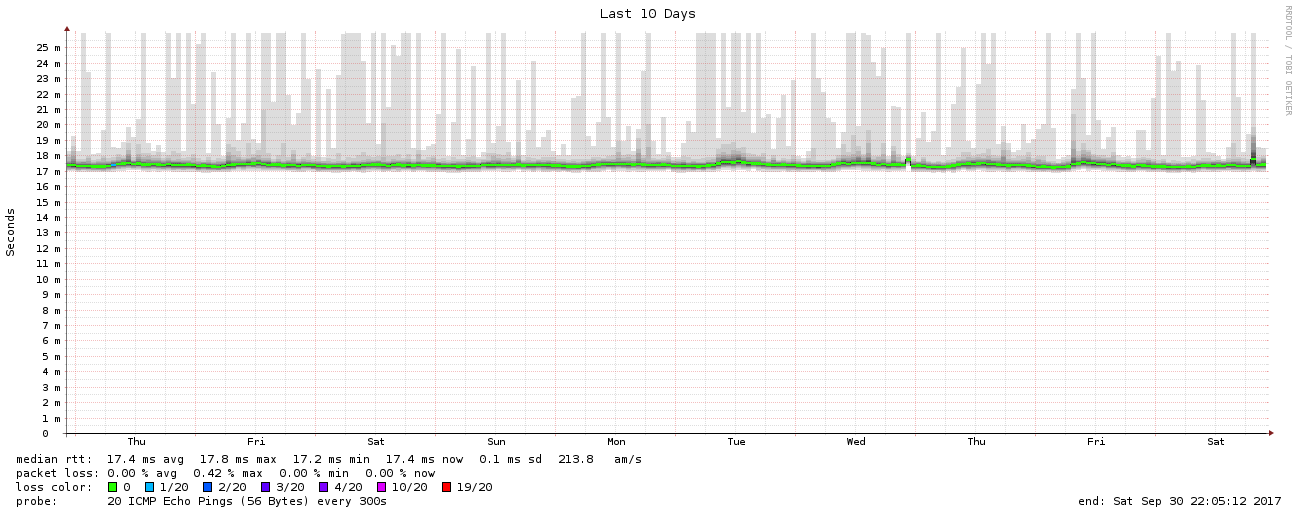 Last 10 Days
RRDTOOL / TOBI OETIKER
Seconds
25 m
24 m
23 m
22 m
21 m
20 m
19 m
18 m
17 m
16 m
15 m
14 m
13 m
12 m
11 m
10 m
9 m
8 m
7 m
6 m
5 m
4 m
3 m
2 m
1 m
0
Thu Fri Sat Sun Mon Tue Wed Thu Fri Sat
median rtt: 17.4 ms avg 17.8 ms max 17.2 ms min 17.4 ms now 0.1 ms sd 213.8 am/s
packet loss: 0.00 % avg 0.42 % max 0.00 % min 0.00 % now
loss color: 0 1/20 2/20 3/20 4/20 10/20 19/20
probe: 20 ICMP Echo Pings (56 Bytes) every 300s end: Sat Sep 30 22:05:12 2017